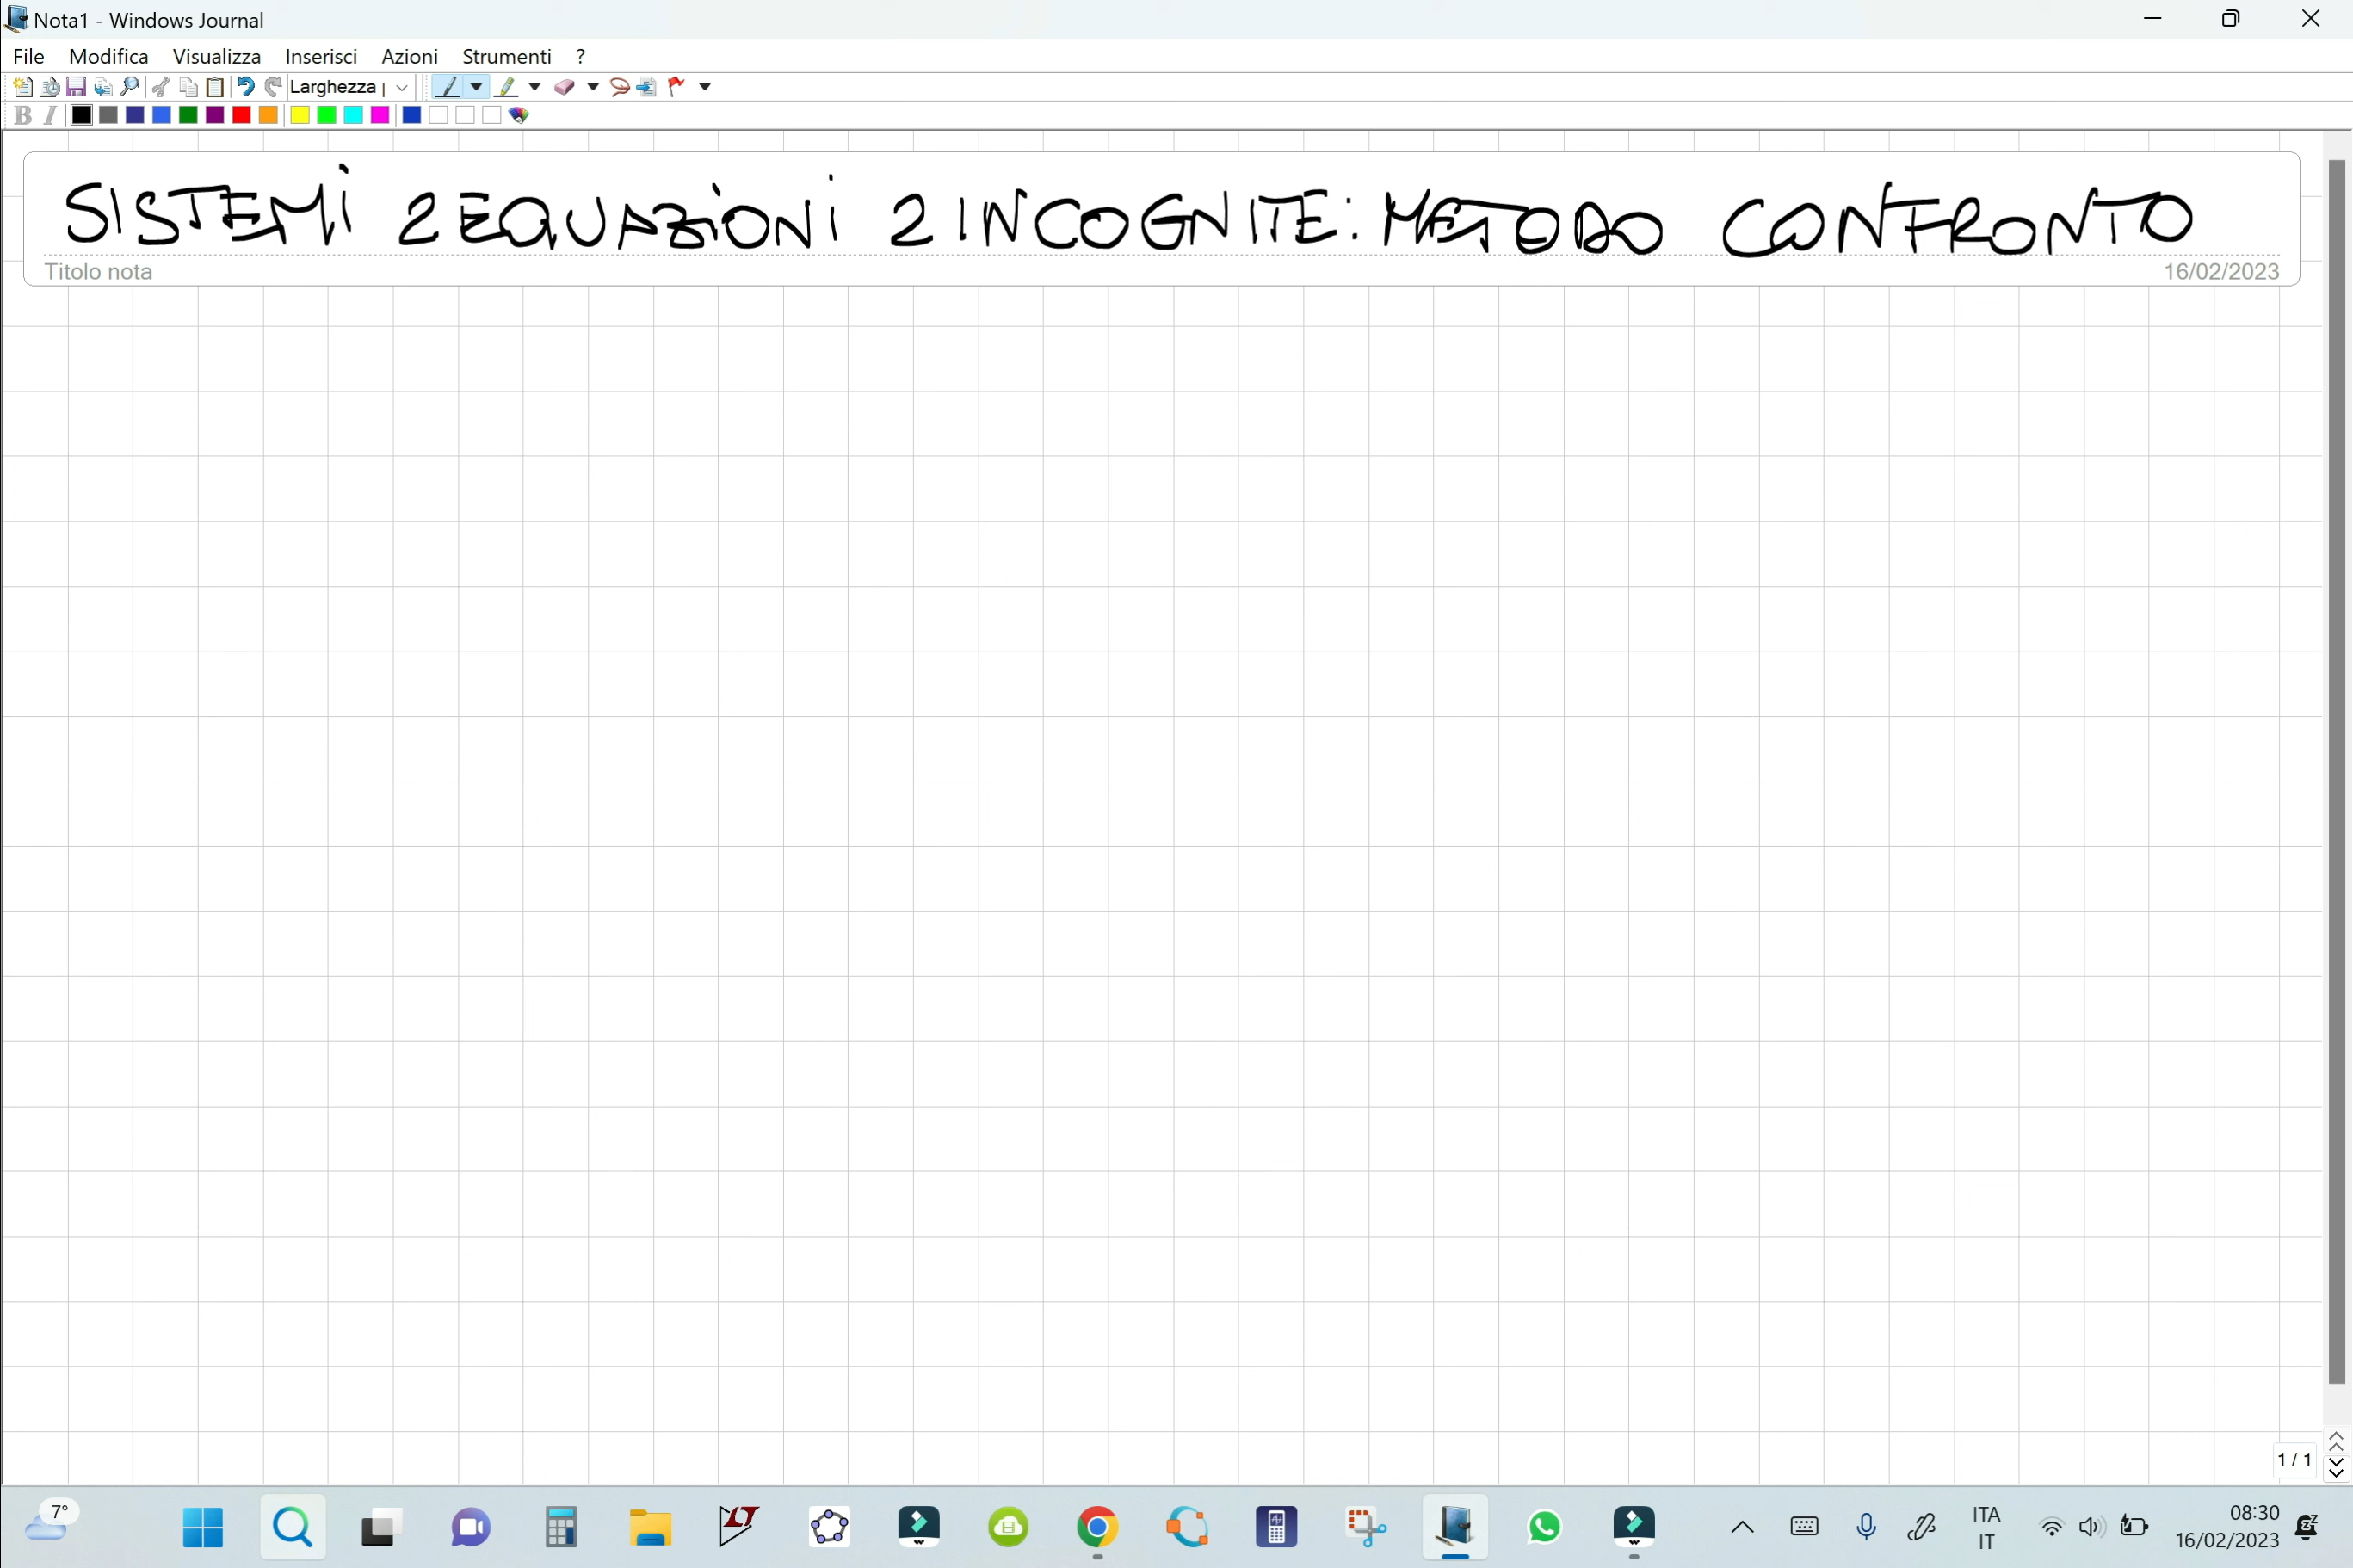 Nota1 - Windows Journal
File Modifica Visualizza Inserisci Azioni Strumenti ?
Larghezza
B I
SISTEMI 2 EQUAZIONI 2 INCOGNITE: METODO CONFRONTO
Titolo nota 16/02/2023
1 / 1
7°
ITA 08:30
IT 16/02/2023